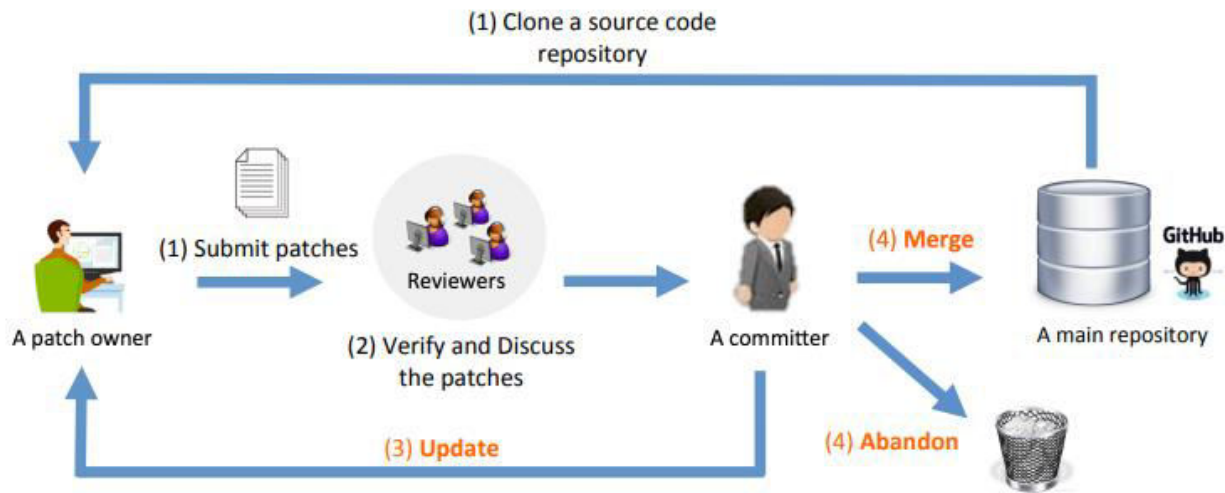 (1) Clone a source code
repository
(1) Submit patches
Reviewers
(4) Merge
GitHub
A patch owner
(2) Verify and Discuss
the patches
A committer
A main repository
(3) Update
(4) Abandon